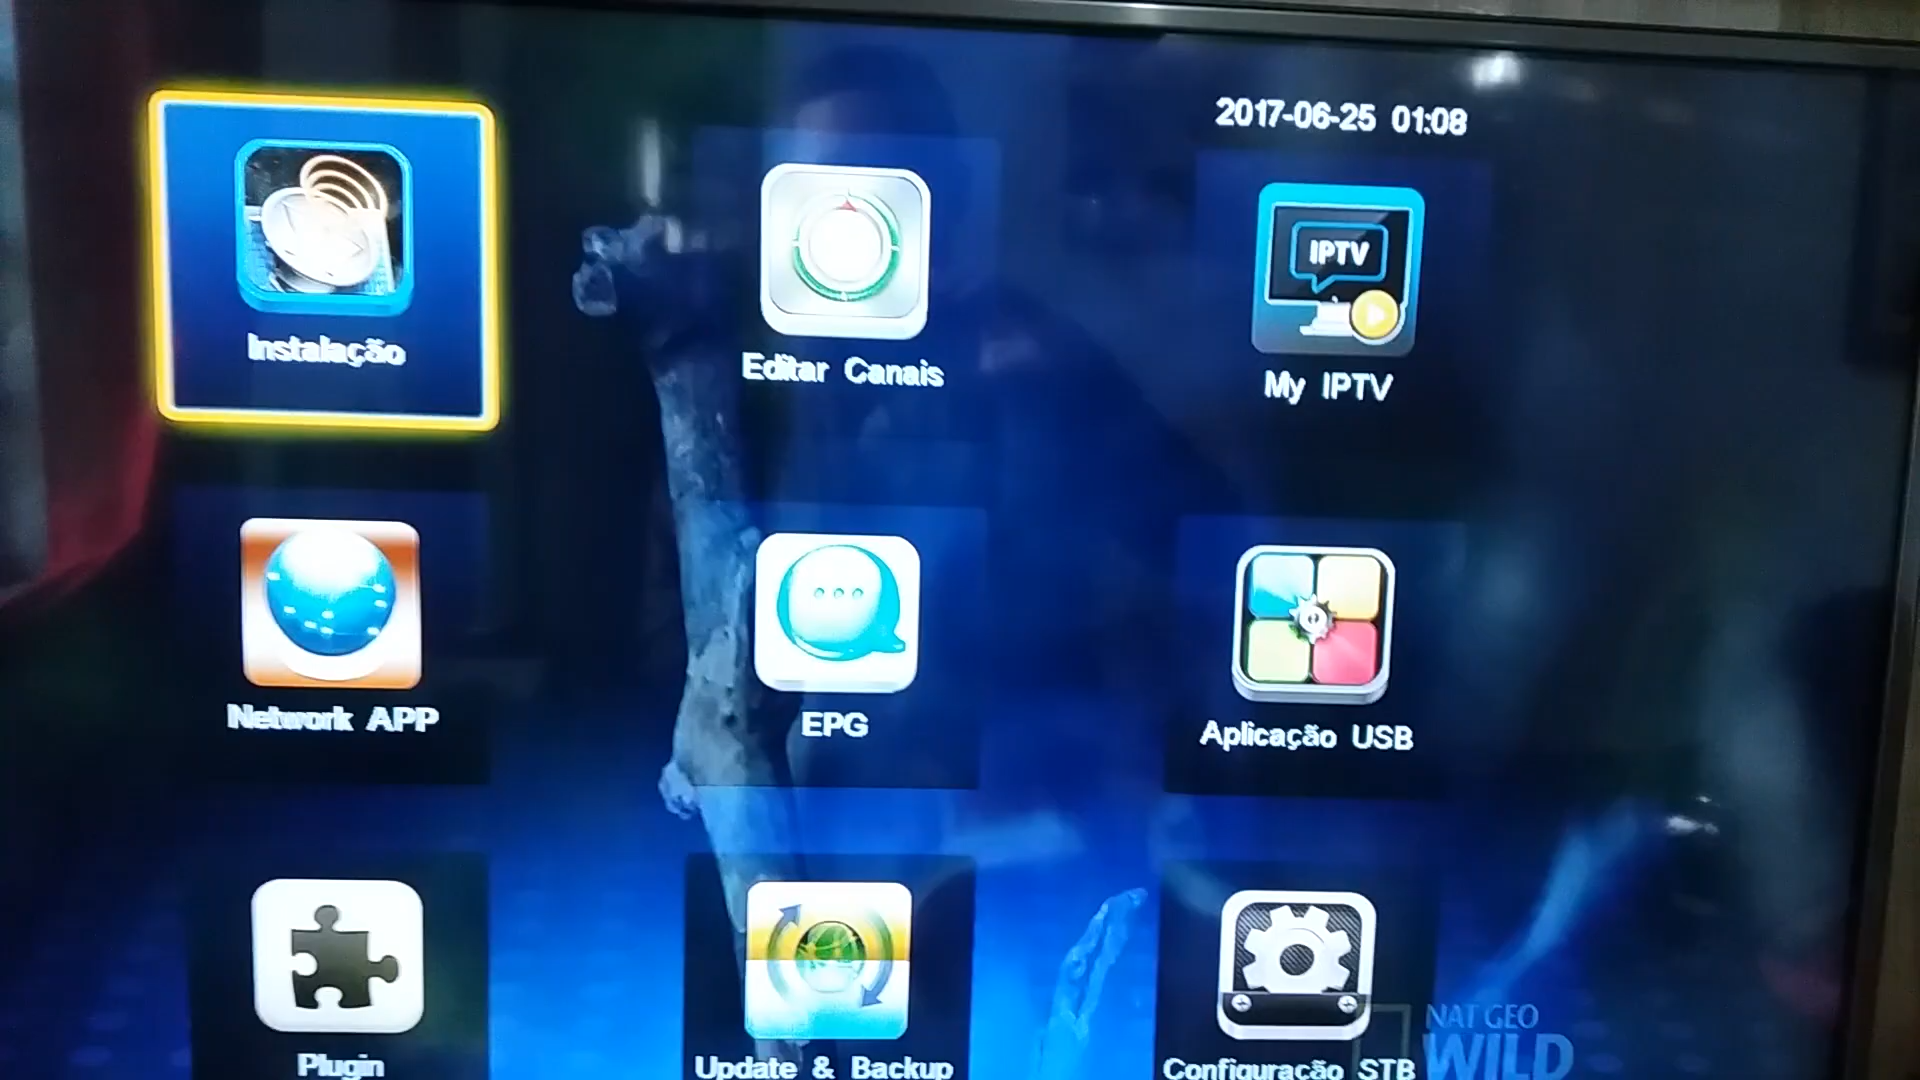 2017-06-25 01:08
IPTV
Instalação
Editar Canais
My IPTV
Network APP
EPG
Aplicação USB
Plugin
Update & Backup
Configuração STB
NAT GEO
WILD